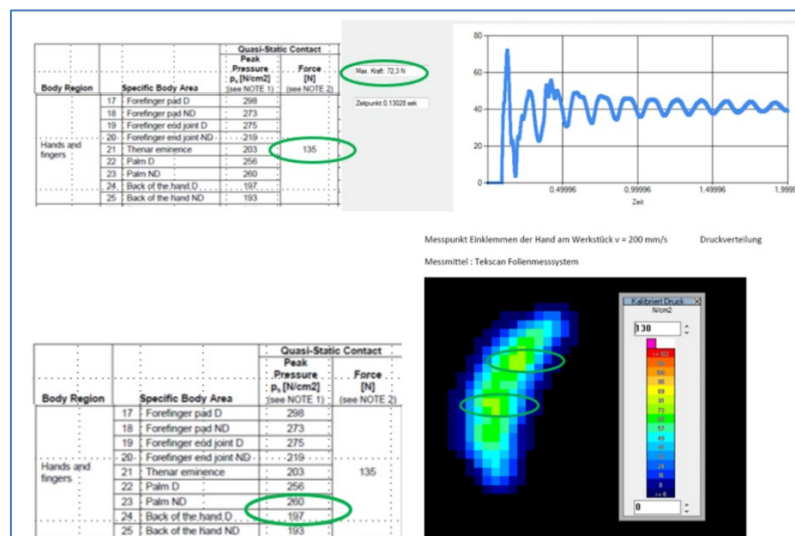 Quasi-Static Contact
Body Region Specific Body Area Peak Pressure pₛ [N/cm2] (see NOTE 1) Force [N] (see NOTE 2)
Hands and fingers
17 Forefinger pad D 298
18 Forefinger pad ND 273
19 Forefinger end joint D 275
20 Forefinger end joint ND 219
21 Thenar eminence 203 135
22 Palm D 256
23 Palm ND 260
24 Back of the hand D 197
25 Back of the hand ND 193
Max. Kraft: 72,3 N
Zeitpunkt 0,13028 sek
80
60
40
20
0
0,49996 0,99996 1,49996 1,9999
Zeit
Messpunkt Einklemmen der Hand am Werkstück v = 200 mm/s Druckverteilung
Messmittel : Tekscan Folienmesssystem
Quasi-Static Contact
Body Region Specific Body Area Peak Pressure pₛ [N/cm2] (see NOTE 1) Force [N] (see NOTE 2)
Hands and fingers
17 Forefinger pad D 298
18 Forefinger pad ND 273
19 Forefinger end joint D 275
20 Forefinger end joint ND 219
21 Thenar eminence 203 135
22 Palm D 256
23 Palm ND 260
24 Back of the hand D 197
25 Back of the hand ND 193
Kalibriert Druck
N/cm2
130
0